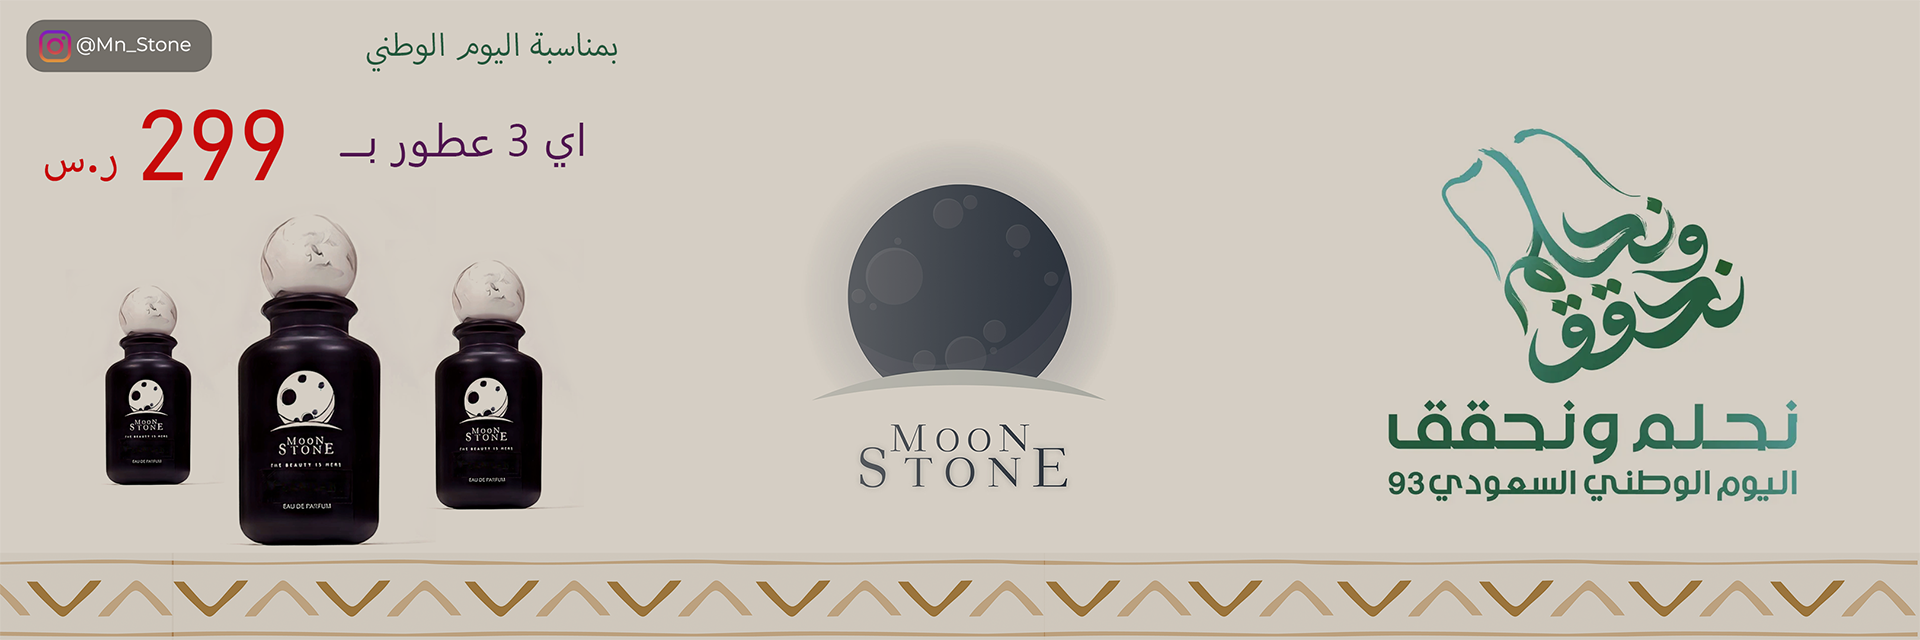 @Mn_Stone
بمناسبة اليوم الوطني
اي 3 عطور بـ 299 ر.س
MOON
STONE
THE BEAUTY IS HERE
EAU DE PARFUM
MOON
STONE
THE BEAUTY IS HERE
EAU DE PARFUM
MOON
STONE
THE BEAUTY IS HERE
EAU DE PARFUM
MOON
STONE
نحلم
ونحقق
نحلم ونحقق
اليوم الوطني السعودي 93